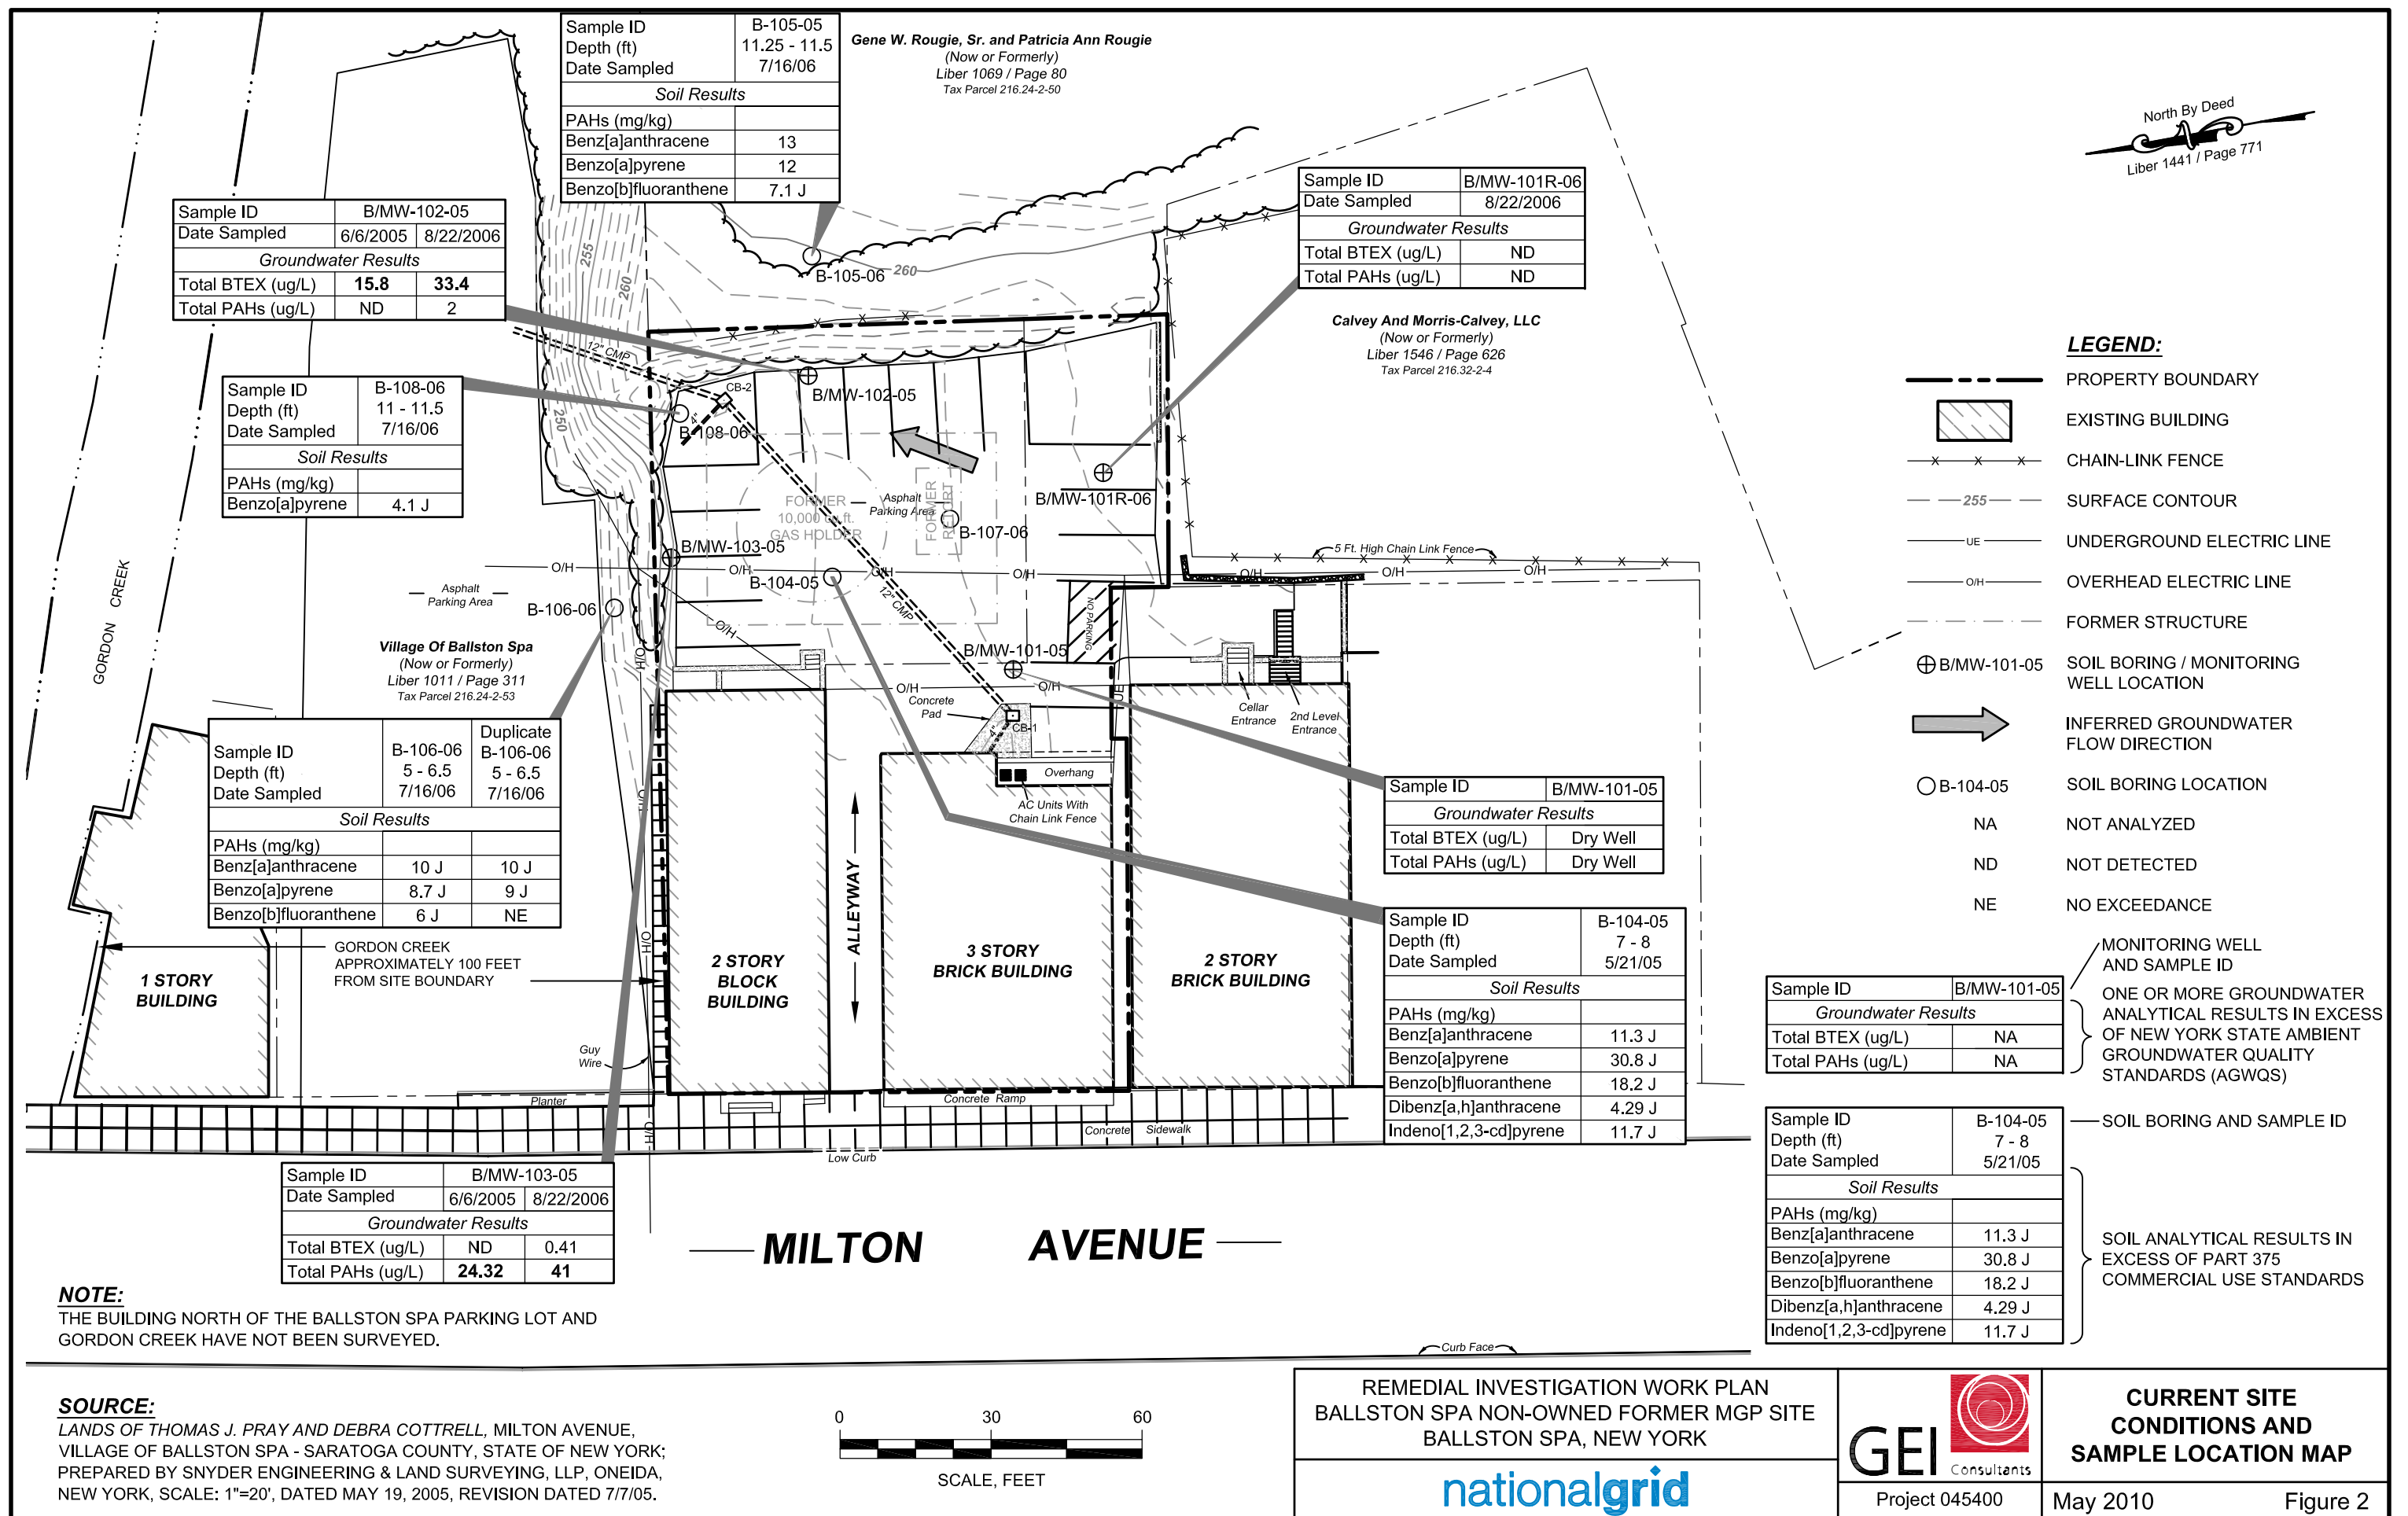 Sample ID B-105-05
Depth (ft) 11.25 - 11.5
Date Sampled 7/16/06
Soil Results
PAHs (mg/kg)
Benz[a]anthracene 13
Benzo[a]pyrene 12
Benzo[b]fluoranthene 7.1 J
Gene W. Rougie, Sr. and Patricia Ann Rougie
(Now or Formerly)
Liber 1069 / Page 80
Tax Parcel 216.24-2-50
North By Deed
N
Liber 1441 / Page 771
Sample ID B/MW-102-05
Date Sampled 6/6/2005 8/22/2006
Groundwater Results
Total BTEX (ug/L) 15.8 33.4
Total PAHs (ug/L) ND 2
Sample ID B/MW-101R-06
Date Sampled 8/22/2006
Groundwater Results
Total BTEX (ug/L) ND
Total PAHs (ug/L) ND
Calvey And Morris-Calvey, LLC
(Now or Formerly)
Liber 1546 / Page 626
Tax Parcel 216.32-2-4
Sample ID B-108-06
Depth (ft) 11 - 11.5
Date Sampled 7/16/06
Soil Results
PAHs (mg/kg)
Benzo[a]pyrene 4.1 J
255
260
250
260
B-105-06
12" CMP
CB-2
4"
B/MW-102-05
B-108-06
B/MW-101R-06
FORMER
10,000 cu.ft.
GAS HOLDER
Asphalt
Parking Area
FORMER
RETORT
B-107-06
B/MW-103-05
B-104-05
12" CMP
O/H
O/H
O/H
O/H
O/H
O/H
O/H
5 Ft. High Chain Link Fence
Asphalt
Parking Area
B-106-06
O/H
NO PARKING
B/MW-101-05
Village Of Ballston Spa
(Now or Formerly)
Liber 1011 / Page 311
Tax Parcel 216.24-2-53
GORDON CREEK
O/H
O/H
O/H
UE
Concrete
Pad
4"
CB-1
Cellar
Entrance
2nd Level
Entrance
Overhang
AC Units With
Chain Link Fence
Sample ID B-106-06 Duplicate B-106-06
Depth (ft) 5 - 6.5 5 - 6.5
Date Sampled 7/16/06 7/16/06
Soil Results
PAHs (mg/kg)
Benz[a]anthracene 10 J 10 J
Benzo[a]pyrene 8.7 J 9 J
Benzo[b]fluoranthene 6 J NE
O/H
O/H
O/H
GORDON CREEK
APPROXIMATELY 100 FEET
FROM SITE BOUNDARY
1 STORY
BUILDING
2 STORY
BLOCK
BUILDING
ALLEYWAY
3 STORY
BRICK BUILDING
2 STORY
BRICK BUILDING
Guy
Wire
Planter
Concrete Ramp
Concrete Sidewalk
Low Curb
Sample ID B/MW-101-05
Groundwater Results
Total BTEX (ug/L) Dry Well
Total PAHs (ug/L) Dry Well
Sample ID B-104-05
Depth (ft) 7 - 8
Date Sampled 5/21/05
Soil Results
PAHs (mg/kg)
Benz[a]anthracene 11.3 J
Benzo[a]pyrene 30.8 J
Benzo[b]fluoranthene 18.2 J
Dibenz[a,h]anthracene 4.29 J
Indeno[1,2,3-cd]pyrene 11.7 J
Sample ID B/MW-103-05
Date Sampled 6/6/2005 8/22/2006
Groundwater Results
Total BTEX (ug/L) ND 0.41
Total PAHs (ug/L) 24.32 41
MILTON AVENUE
Curb Face
LEGEND:
PROPERTY BOUNDARY
EXISTING BUILDING
X X X CHAIN-LINK FENCE
255 SURFACE CONTOUR
UE UNDERGROUND ELECTRIC LINE
O/H OVERHEAD ELECTRIC LINE
FORMER STRUCTURE
B/MW-101-05 SOIL BORING / MONITORING
WELL LOCATION
INFERRED GROUNDWATER
FLOW DIRECTION
B-104-05 SOIL BORING LOCATION
NA NOT ANALYZED
ND NOT DETECTED
NE NO EXCEEDANCE
MONITORING WELL
AND SAMPLE ID
Sample ID B/MW-101-05
Groundwater Results
Total BTEX (ug/L) NA
Total PAHs (ug/L) NA
ONE OR MORE GROUNDWATER
ANALYTICAL RESULTS IN EXCESS
OF NEW YORK STATE AMBIENT
GROUNDWATER QUALITY
STANDARDS (AGWQS)
Sample ID B-104-05
Depth (ft) 7 - 8
Date Sampled 5/21/05
Soil Results
PAHs (mg/kg)
Benz[a]anthracene 11.3 J
Benzo[a]pyrene 30.8 J
Benzo[b]fluoranthene 18.2 J
Dibenz[a,h]anthracene 4.29 J
Indeno[1,2,3-cd]pyrene 11.7 J
SOIL BORING AND SAMPLE ID
SOIL ANALYTICAL RESULTS IN
EXCESS OF PART 375
COMMERCIAL USE STANDARDS
NOTE:
THE BUILDING NORTH OF THE BALLSTON SPA PARKING LOT AND
GORDON CREEK HAVE NOT BEEN SURVEYED.
SOURCE:
LANDS OF THOMAS J. PRAY AND DEBRA COTTRELL, MILTON AVENUE,
VILLAGE OF BALLSTON SPA - SARATOGA COUNTY, STATE OF NEW YORK;
PREPARED BY SNYDER ENGINEERING & LAND SURVEYING, LLP, ONEIDA,
NEW YORK, SCALE: 1"=20', DATED MAY 19, 2005, REVISION DATED 7/7/05.
0 30 60
SCALE, FEET
REMEDIAL INVESTIGATION WORK PLAN
BALLSTON SPA NON-OWNED FORMER MGP SITE
BALLSTON SPA, NEW YORK
nationalgrid
GEI
Consultants
Project 045400
CURRENT SITE
CONDITIONS AND
SAMPLE LOCATION MAP
May 2010 Figure 2